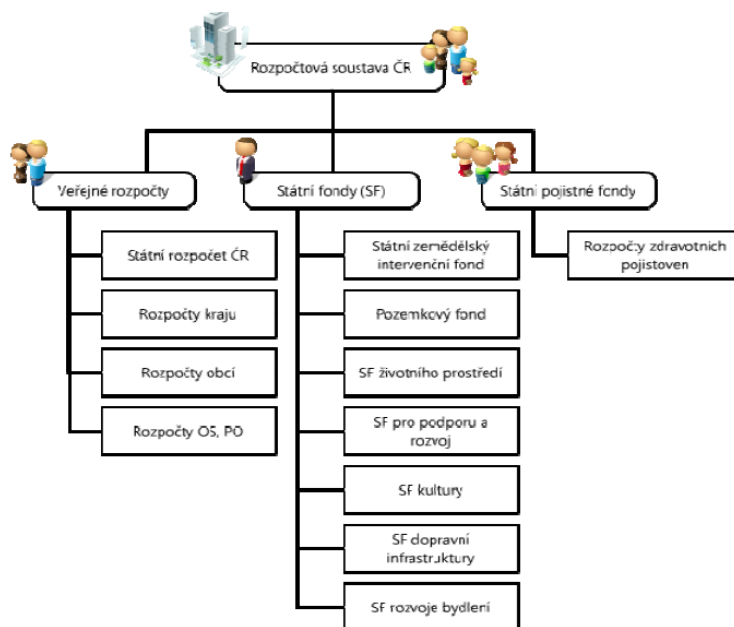 Rozpočtová soustava ČR
Veřejné rozpočty
Státní fondy (SF)
Státní pojistné fondy
Státní rozpočet ČR
Rozpočty kraju
Rozpočty obcí
Rozpočty OS, PO
Státní zemědělský
intervenční fond
Pozemkový fond
SF životního prostředí
SF pro podporu a
rozvoj
SF kultury
SF dopravní
infrastruktury
SF rozvoje bydlení
Rozpočty zdravotních
pojistoven